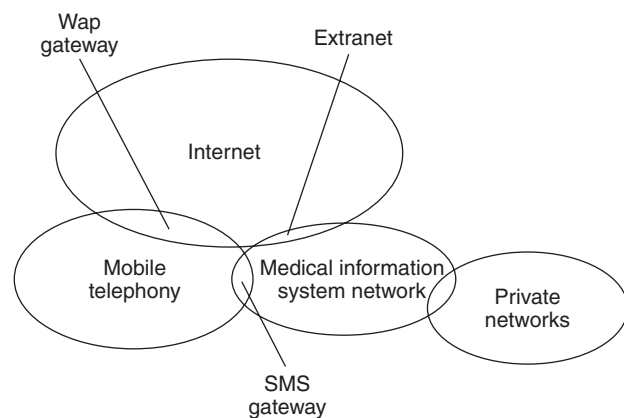 Wap
gateway
Extranet
Internet
Mobile
telephony
Medical information
system network
Private
networks
SMS
gateway